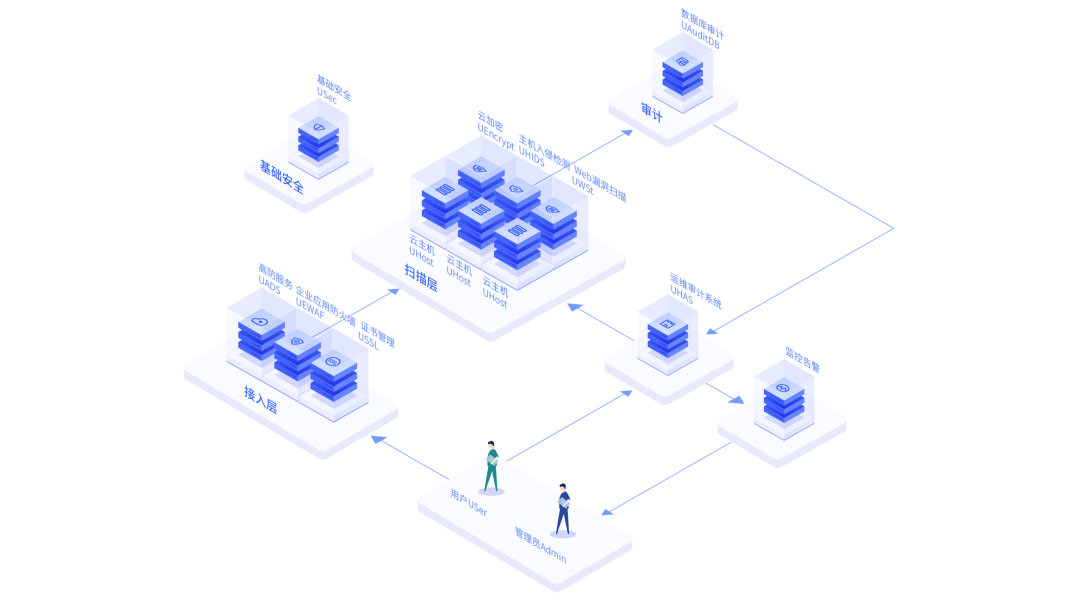 数据库审计
UAuditDB
审计
基础安全
USec
基础安全
云加密
UEncrypt
主机入侵检测
UHIDS
Web漏洞扫描
UWSt
云主机
UHost
云主机
UHost
云主机
UHost
扫描层
高防服务
UADS
企业应用防火墙
UEWAF
证书管理
USSL
接入层
运维审计系统
UHAS
监控告警
用户USer
管理员Admin